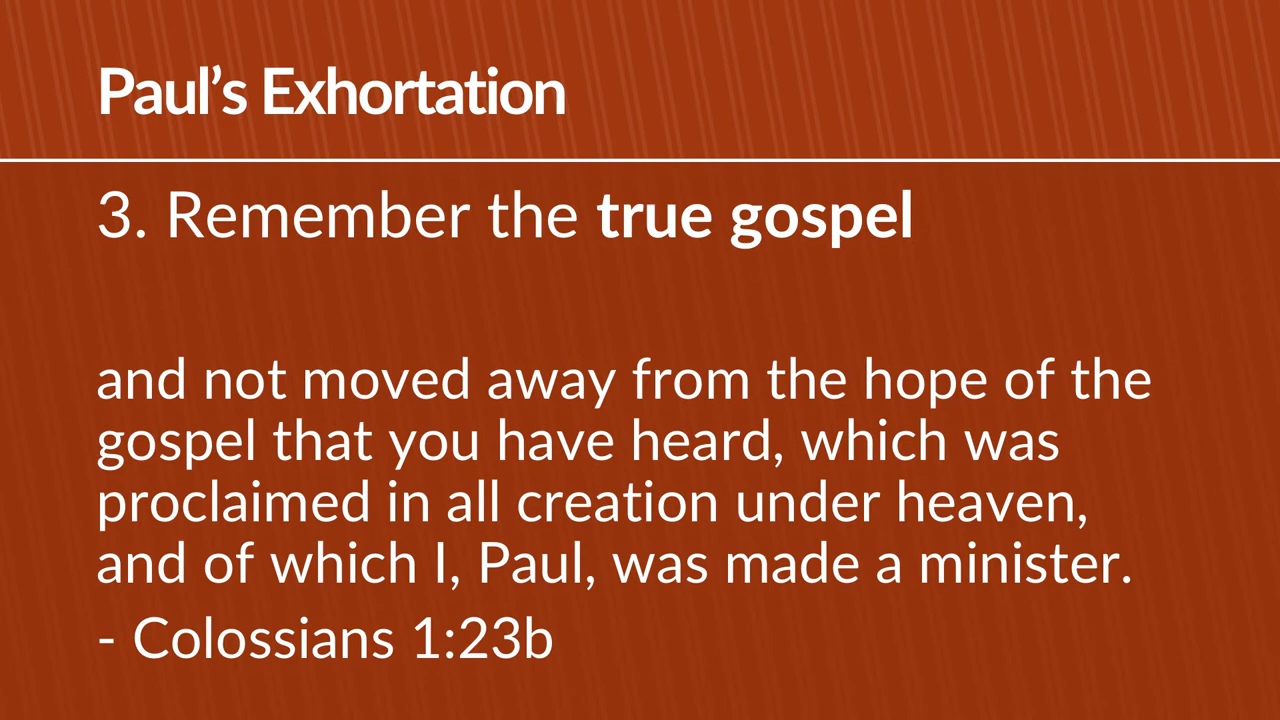 Paul’s Exhortation
3. Remember the true gospel
and not moved away from the hope of the
gospel that you have heard, which was
proclaimed in all creation under heaven,
and of which I, Paul, was made a minister.
- Colossians 1:23b